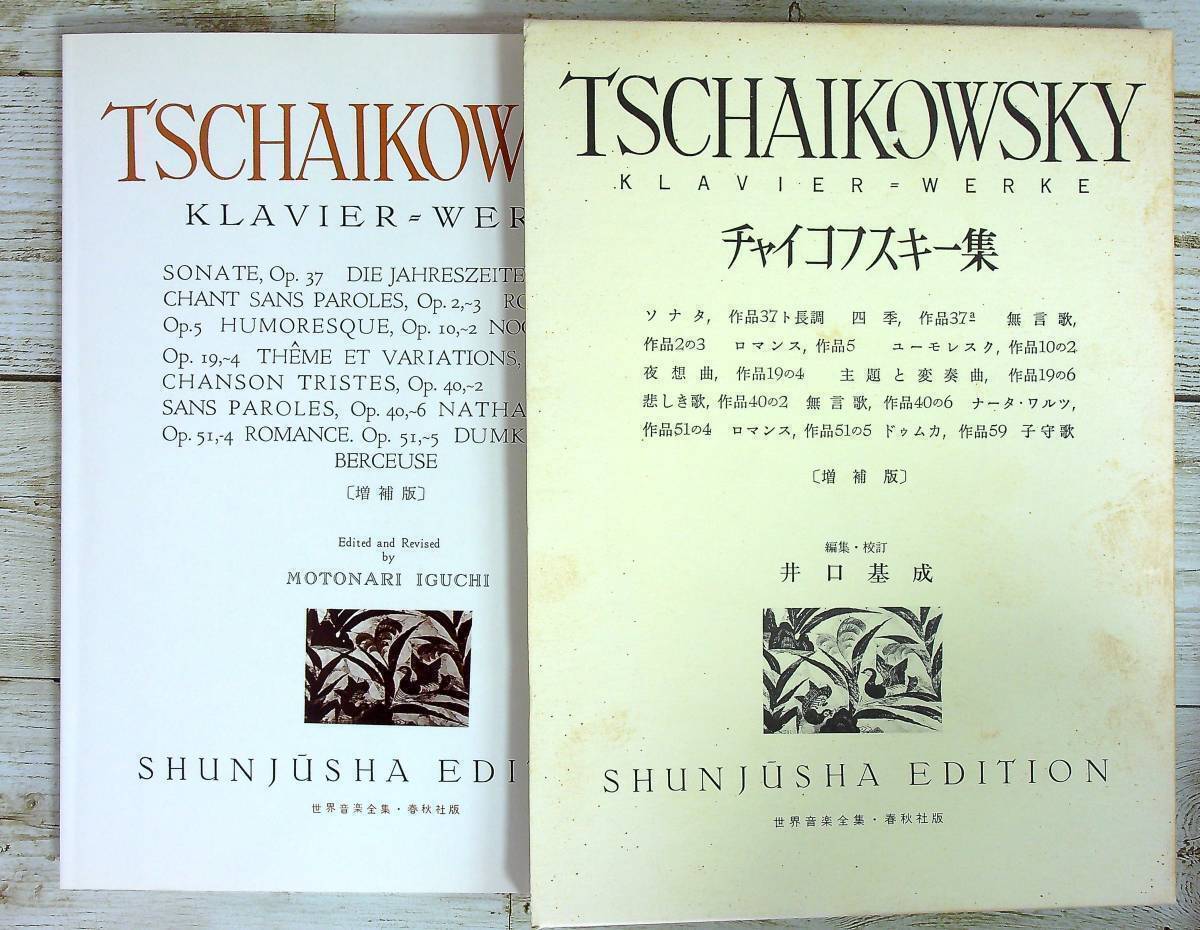 TSCHAIKOW
KLAVIER=WER
SONATE, Op. 37 DIE JAHRESZEITE
CHANT SANS PAROLES, Op. 2,~3 RO
Op.5 HUMORESQUE, Op. 10,~2 NOC
Op. 19,~4 THÊME ET VARIATIONS,
CHANSON TRISTES, Op. 40,~2
SANS PAROLES, Op. 40,~6 NATHA
Op. 51,-4 ROMANCE. Op. 51,~5 DUMK
BERCEUSE
〔増補版〕
Edited and Revised
by
MOTONARI IGUCHI
SHUNJŪSHA EDIT
世界音楽全集・春秋社版
TSCHAIKOWSKY
KLAVIER=WERKE
チャイコフスキー集
ソナタ, 作品37ト長調 四季, 作品37a 無言歌,
作品2の3 ロマンス, 作品5 ユーモレスク, 作品10の2
夜想曲, 作品19の4 主題と変奏曲, 作品19の6
悲しき歌, 作品40の2 無言歌, 作品40の6 ナータ・ワルツ,
作品51の4 ロマンス, 作品51の5 ドゥムカ, 作品59 子守歌
〔増補版〕
編集・校訂
井口基成
SHUNJŪSHA EDITION
世界音楽全集・春秋社版